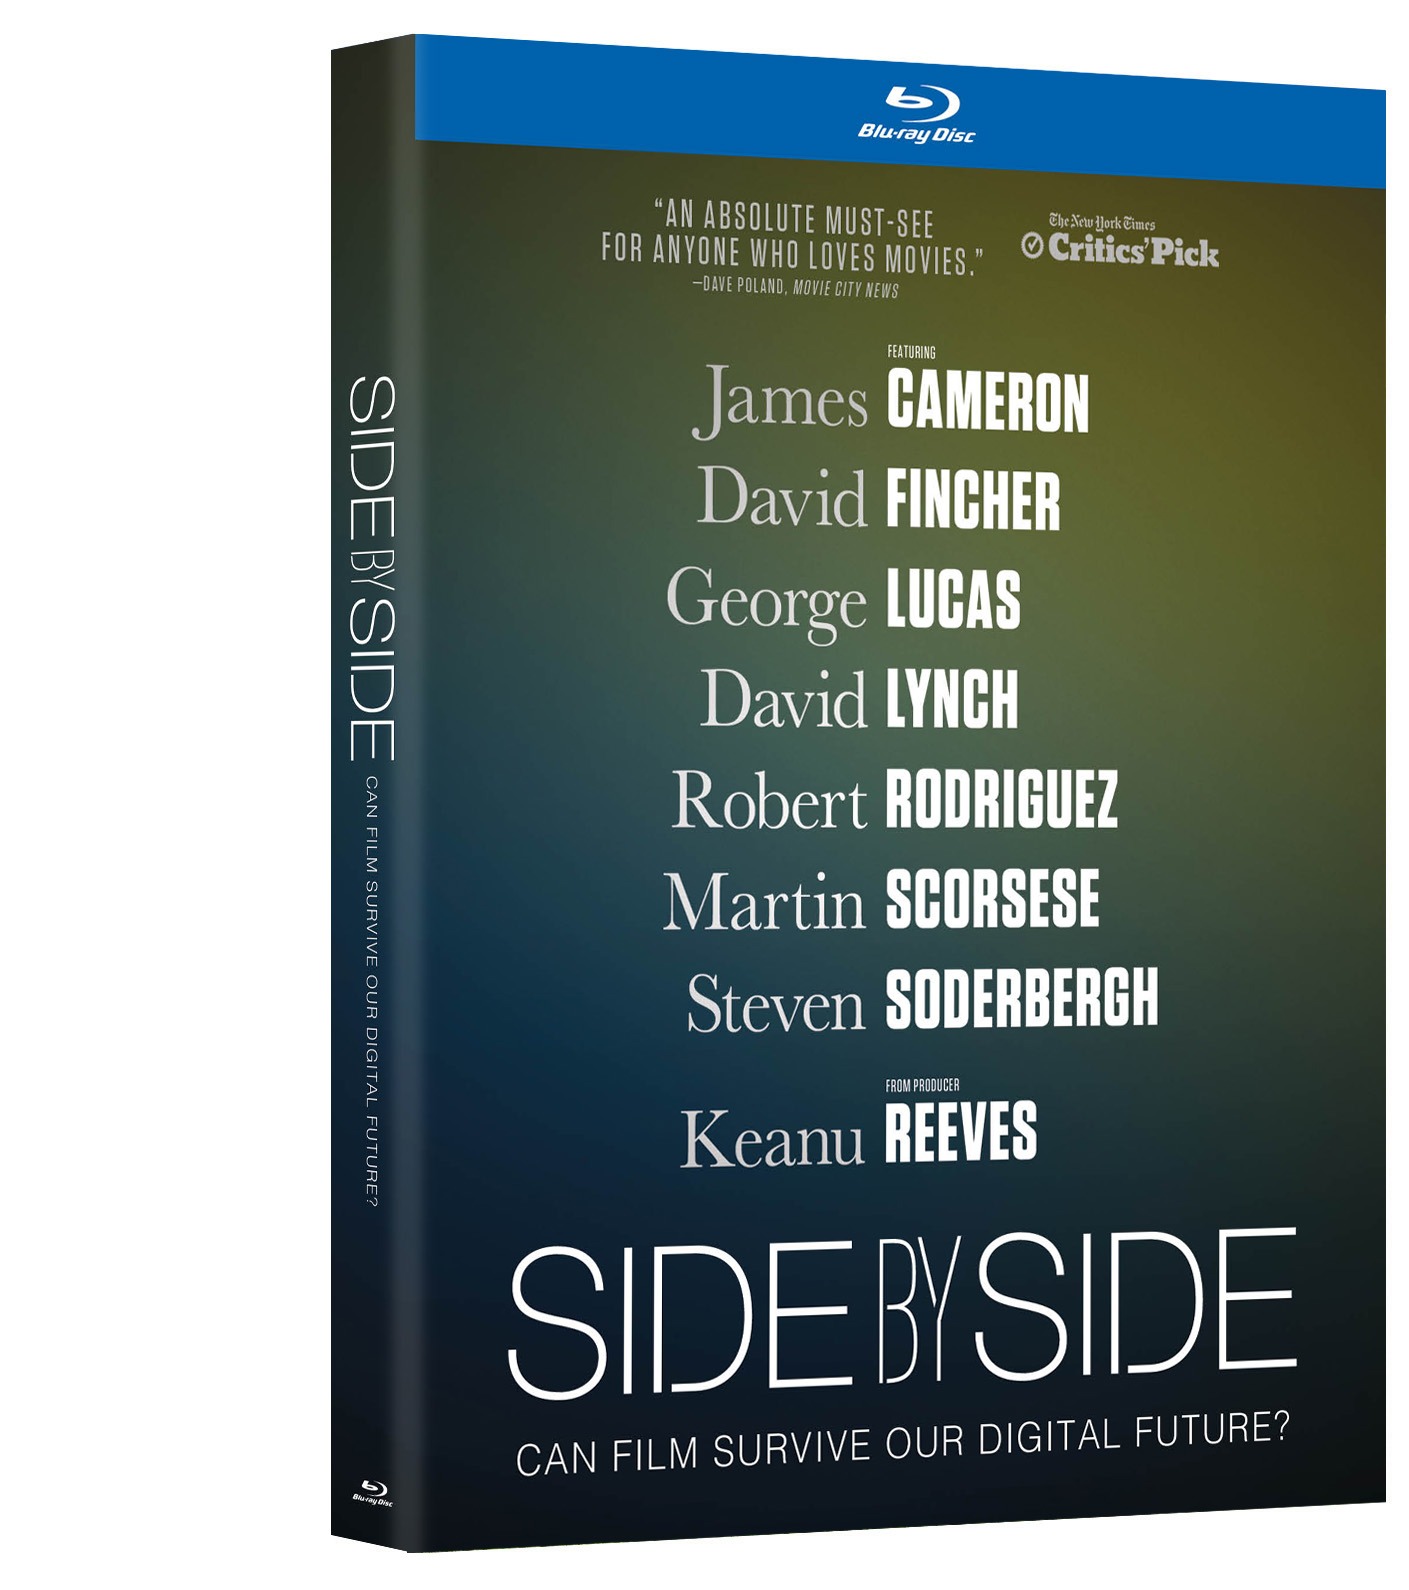 Blu-ray Disc
“AN ABSOLUTE MUST-SEE
FOR ANYONE WHO LOVES MOVIES.”
—DAVE POLAND, MOVIE CITY NEWS
The New York Times
Critics' Pick
FEATURING
James CAMERON
David FINCHER
George LUCAS
David LYNCH
Robert RODRIGUEZ
Martin SCORSESE
Steven SODERBERGH
FROM PRODUCER
Keanu REEVES
SIDE BY SIDE
CAN FILM SURVIVE OUR DIGITAL FUTURE?
SIDE BY SIDE
CAN FILM SURVIVE OUR DIGITAL FUTURE?
Blu-ray Disc